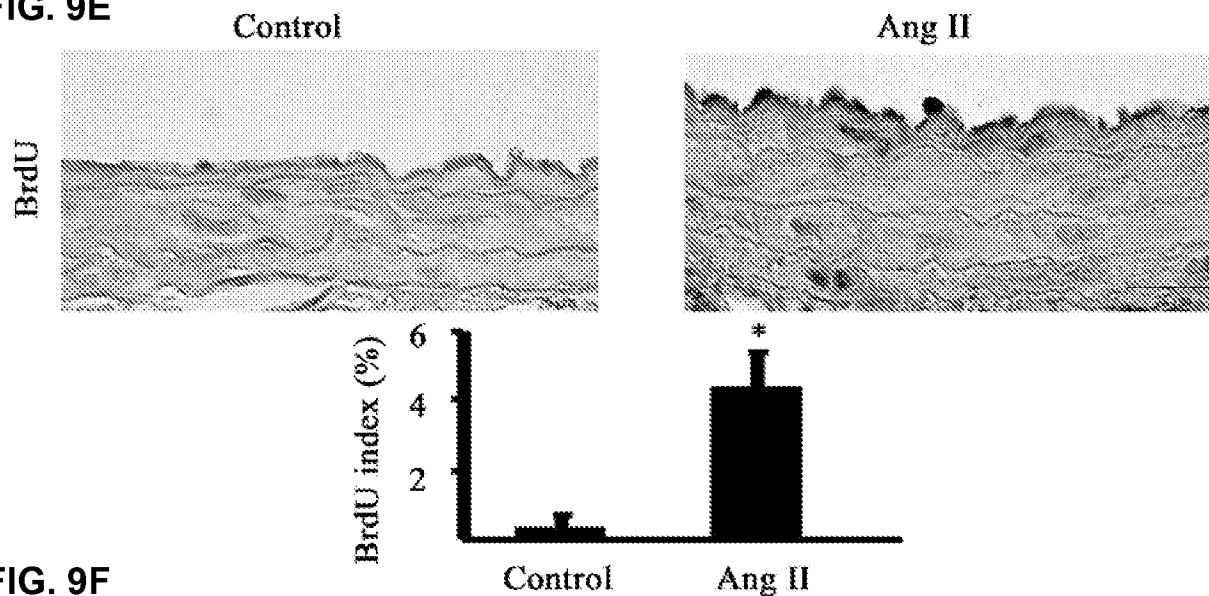 FIG. 9E
Control Ang II
BrdU
BrdU index (%)
6
*
4
2
Control Ang II
FIG. 9F